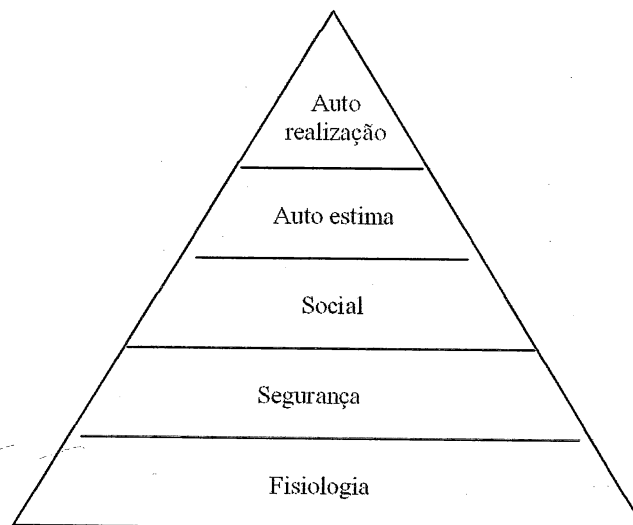 Auto
realização
Auto estima
Social
Segurança
Fisiologia